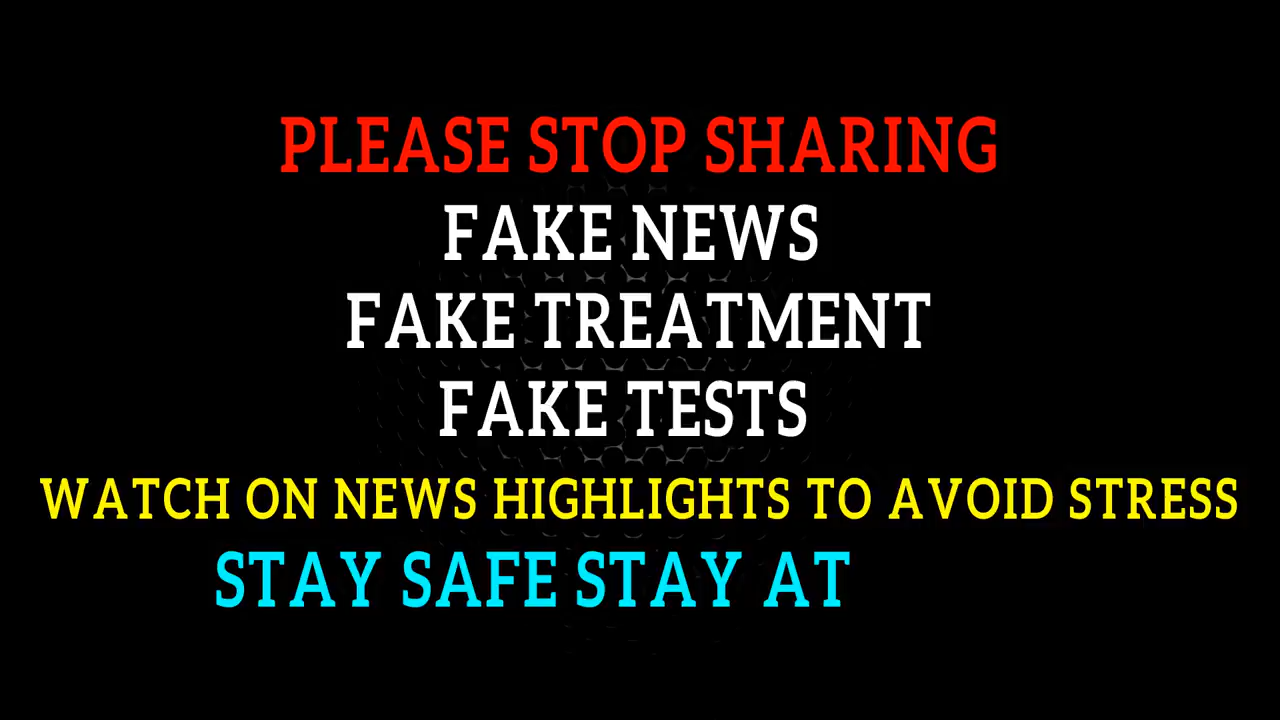 PLEASE STOP SHARING
FAKE NEWS
FAKE TREATMENT
FAKE TESTS
WATCH ON NEWS HIGHLIGHTS TO AVOID STRESS
STAY SAFE STAY AT